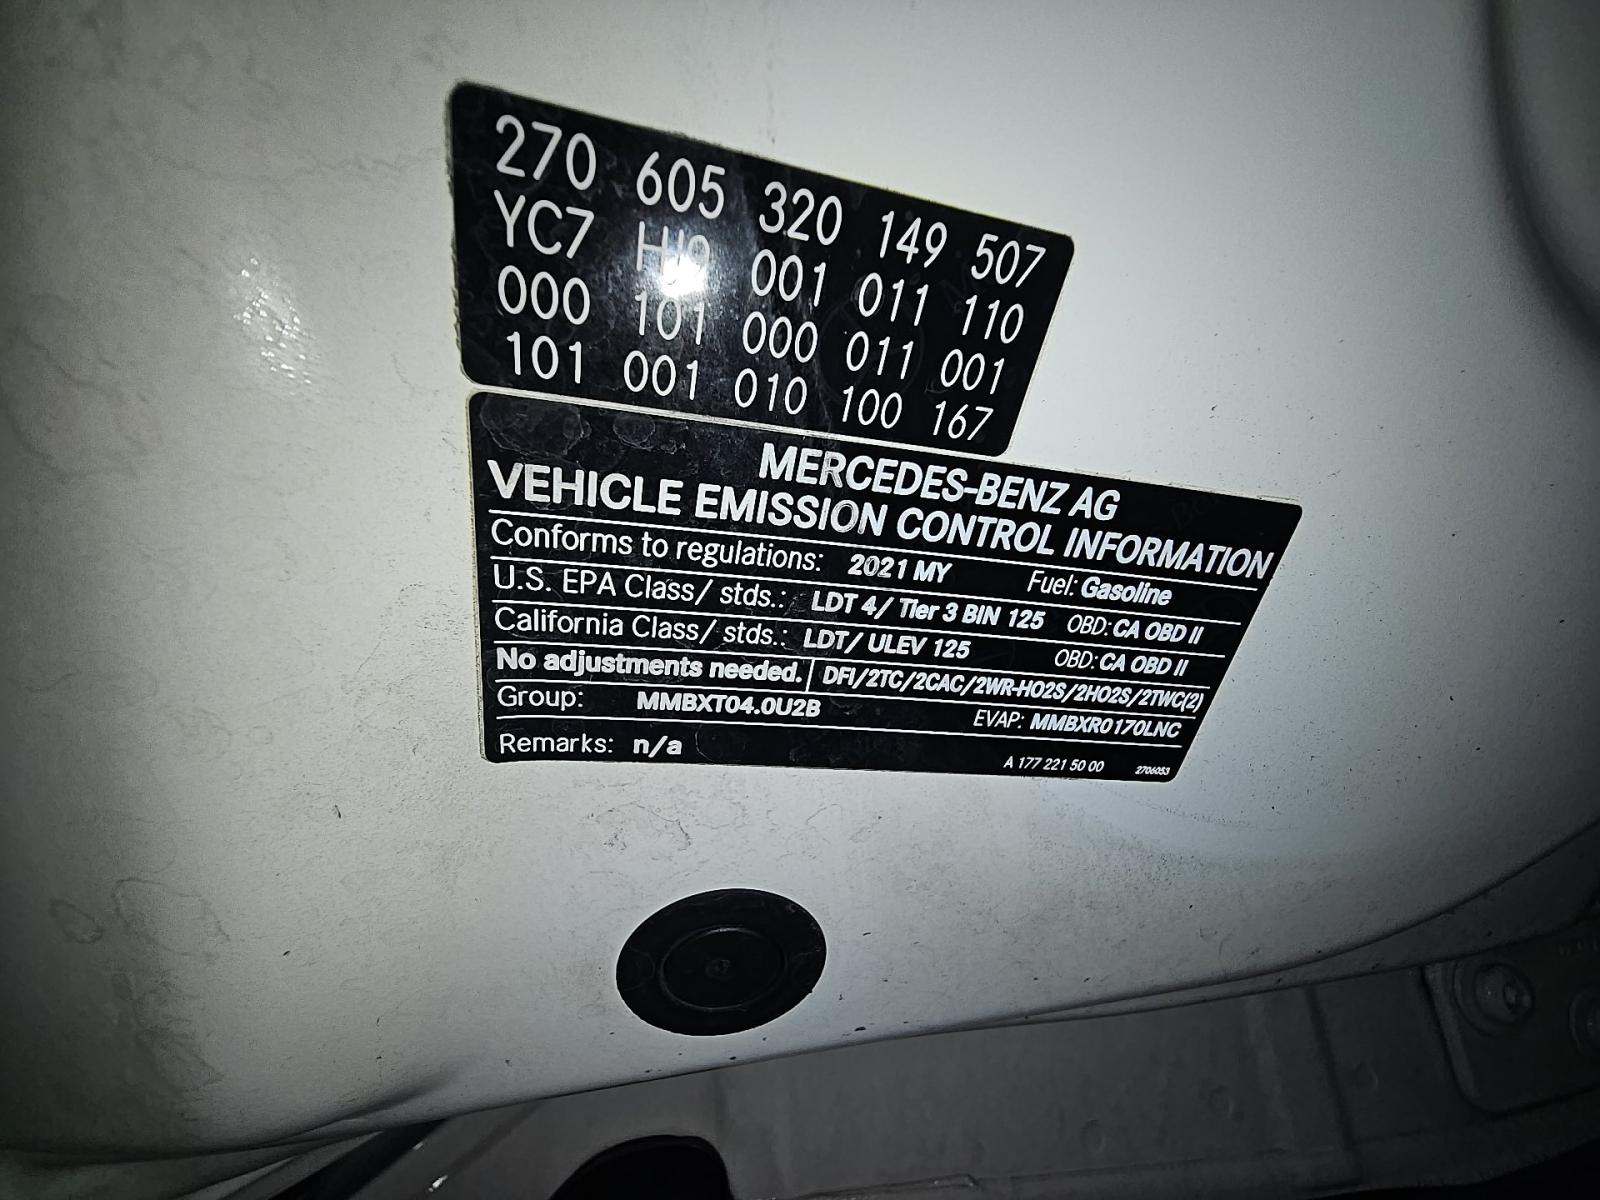 270 605 320 149 507
YC7 001 011 110
000 101 000 011 001
101 001 010 100 167
MERCEDES-BENZ AG
VEHICLE EMISSION CONTROL INFORMATION
Conforms to regulations: 2021 MY Fuel: Gasoline
U.S. EPA Class/ stds.: LDT 4/ Tier 3 BIN 125 OBD: CA OBD II
California Class/ stds.: LDT/ ULEV 125 OBD: CA OBD II
No adjustments needed. DFI/2TC/2CAC/2WR-HO2S/2HO2S/2TWC(2)
Group: MMBXT04.0U2B EVAP: MMBXR0170LNC
Remarks: n/a A 177 221 50 00 2706053